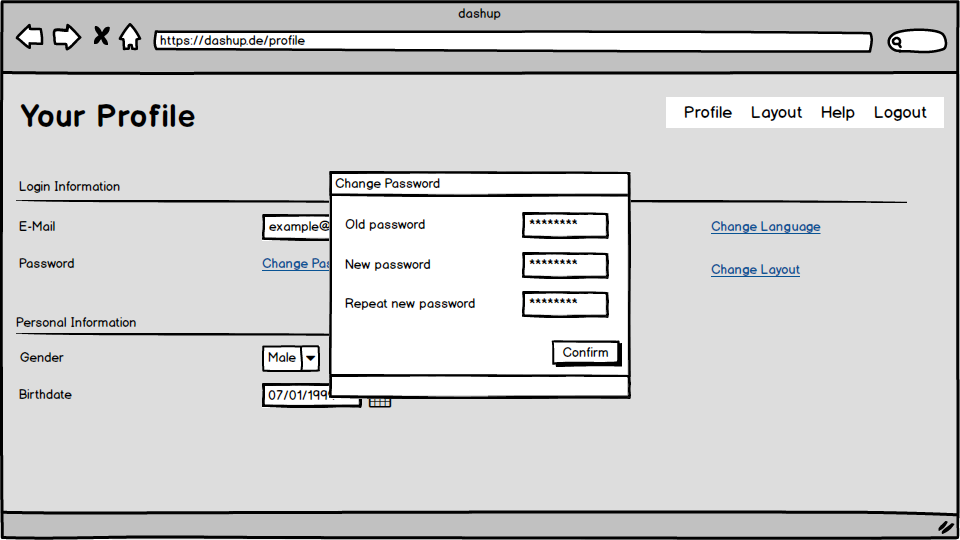 dashup
https://dashup.de/profile
Your Profile
Profile Layout Help Logout
Login Information
Change Password
E-Mail
example@
Old password
********
Change Language
Password
Change Pas
New password
********
Change Layout
Repeat new password
********
Personal Information
Gender
Male
Confirm
Birthdate
07/01/199